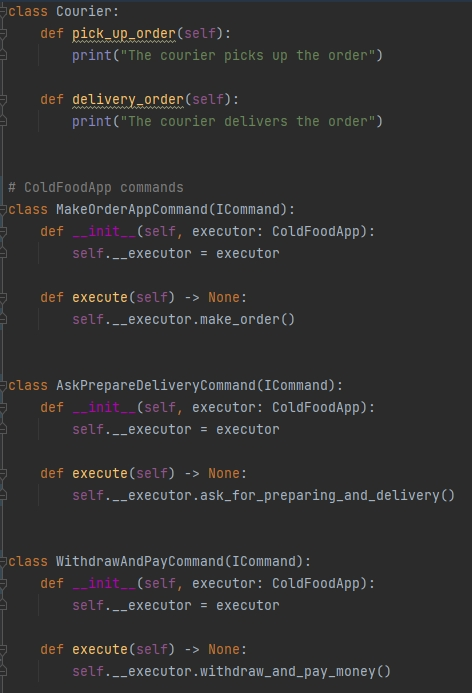 class Courier:
    def pick_up_order(self):
        print("The courier picks up the order")
    def delivery_order(self):
        print("The courier delivers the order")
# ColdFoodApp commands
class MakeOrderAppCommand(ICommand):
    def __init__(self, executor: ColdFoodApp):
        self.__executor = executor
    def execute(self) -> None:
        self.__executor.make_order()
class AskPrepareDeliveryCommand(ICommand):
    def __init__(self, executor: ColdFoodApp):
        self.__executor = executor
    def execute(self) -> None:
        self.__executor.ask_for_preparing_and_delivery()
class WithdrawAndPayCommand(ICommand):
    def __init__(self, executor: ColdFoodApp):
        self.__executor = executor
    def execute(self) -> None:
        self.__executor.withdraw_and_pay_money()